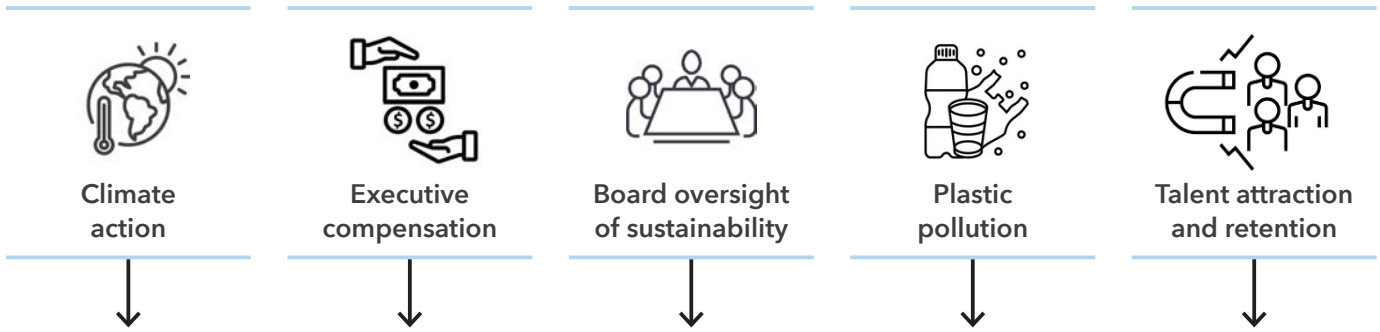 Climate
action
Executive
compensation
Board oversight
of sustainability
Plastic
pollution
Talent attraction
and retention